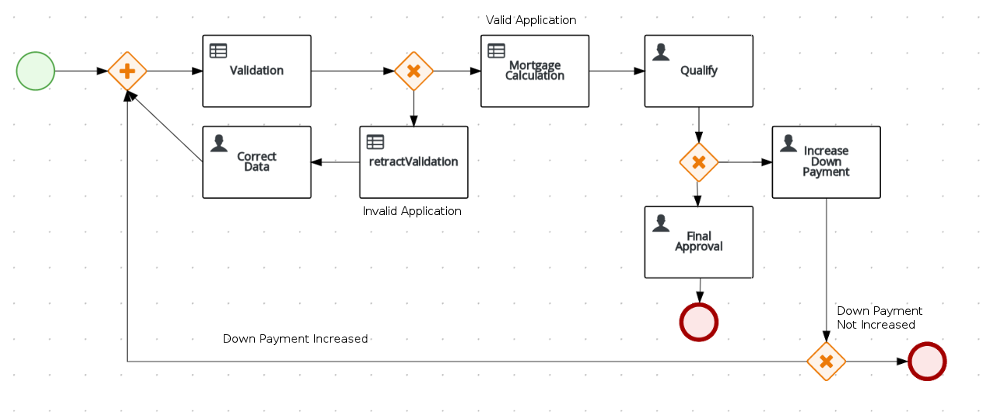 Valid Application
Validation
Mortgage
Calculation
Qualify
Correct
Data
retractValidation
Increase
Down
Payment
Invalid Application
Final
Approval
Down Payment
Not Increased
Down Payment Increased